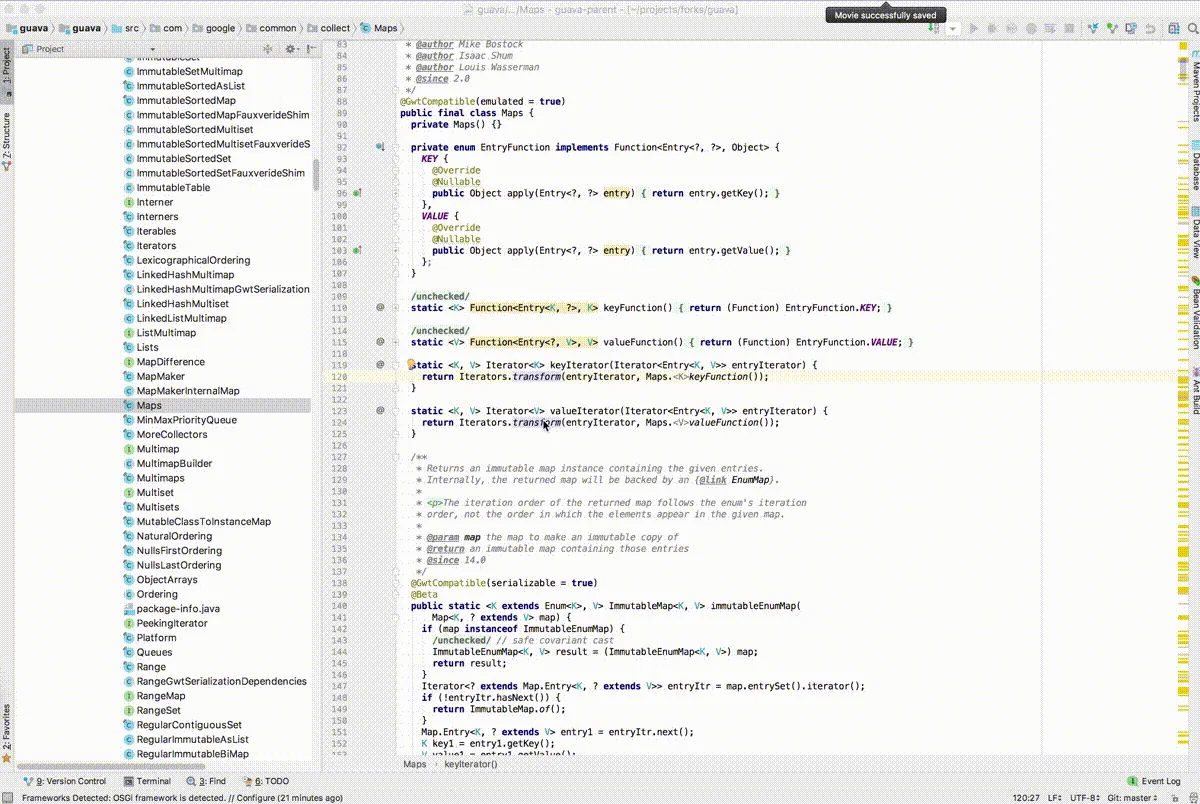 guava/.../Maps - guava-parent - [~/projects/forks/guava]
Movie successfully saved
guava guava src com google common collect Maps
Project
ImmutableSet
ImmutableSetMultimap
ImmutableSortedAsList
ImmutableSortedMap
ImmutableSortedMapFauxverideShim
ImmutableSortedMultiset
ImmutableSortedMultisetFauxverideS
ImmutableSortedSet
ImmutableSortedSetFauxverideShim
ImmutableTable
Interner
Interners
Iterables
Iterators
LexicographicalOrdering
LinkedHashMultimap
LinkedHashMultimapGwtSerialization
LinkedHashMultiset
LinkedListMultimap
ListMultimap
Lists
MapDifference
MapMaker
MapMakerInternalMap
Maps
MinMaxPriorityQueue
MoreCollectors
Multimap
MultimapBuilder
Multimaps
Multiset
Multisets
MutableClassToInstanceMap
NaturalOrdering
NullsFirstOrdering
NullsLastOrdering
ObjectArrays
Ordering
package-info.java
PeekingIterator
Platform
Queues
Range
RangeGwtSerializationDependencies
RangeMap
RangeSet
RegularContiguousSet
RegularImmutableAsList
RegularImmutableBiMap
1: Project
7: Structure
2: Favorites
83 * @author Mike Bostock
84 * @author Isaac Shum
85 * @author Louis Wasserman
86 * @since 2.0
87 */
88 @GwtCompatible(emulated = true)
89 public final class Maps {
90 private Maps() {}
91
92 private enum EntryFunction implements Function<Entry<?, ?>, Object> {
93 KEY {
94 @Override
95 @Nullable
96 public Object apply(Entry<?, ?> entry) { return entry.getKey(); }
99 },
100 VALUE {
101 @Override
102 @Nullable
103 public Object apply(Entry<?, ?> entry) { return entry.getValue(); }
106 };
107 }
108
109 /unchecked/
110 static <K> Function<Entry<K, ?>, K> keyFunction() { return (Function) EntryFunction.KEY; }
113
114 /unchecked/
115 static <V> Function<Entry<?, V>, V> valueFunction() { return (Function) EntryFunction.VALUE; }
118
119 static <K, V> Iterator<K> keyIterator(Iterator<Entry<K, V>> entryIterator) {
120 return Iterators.transform(entryIterator, Maps.<K>keyFunction());
121 }
122
123 static <K, V> Iterator<V> valueIterator(Iterator<Entry<K, V>> entryIterator) {
124 return Iterators.transform(entryIterator, Maps.<V>valueFunction());
125 }
126
127 /**
128 * Returns an immutable map instance containing the given entries.
129 * Internally, the returned map will be backed by an {@link EnumMap}.
130 *
131 * <p>The iteration order of the returned map follows the enum's iteration
132 * order, not the order in which the elements appear in the given map.
133 *
134 * @param map the map to make an immutable copy of
135 * @return an immutable map containing those entries
136 * @since 14.0
137 */
138 @GwtCompatible(serializable = true)
139 @Beta
140 public static <K extends Enum<K>, V> ImmutableMap<K, V> immutableEnumMap(
141 Map<K, ? extends V> map) {
142 if (map instanceof ImmutableEnumMap) {
143 /unchecked/ // safe covariant cast
144 ImmutableEnumMap<K, V> result = (ImmutableEnumMap<K, V>) map;
145 return result;
146 }
147 Iterator<? extends Map.Entry<K, ? extends V>> entryItr = map.entrySet().iterator();
148 if (!entryItr.hasNext()) {
149 return ImmutableMap.of();
150 }
151 Map.Entry<K, ? extends V> entry1 = entryItr.next();
152 K key1 = entry1.getKey();
153 V value1 = entry1.getValue();
Maps keyIterator()
Maven Projects
Database
Data View
Bean Validation
Ant Build
9: Version Control Terminal 3: Find 6: TODO Event Log
Frameworks Detected: OSGi framework is detected. // Configure (21 minutes ago) 120:27 LF UTF-8 Git: master